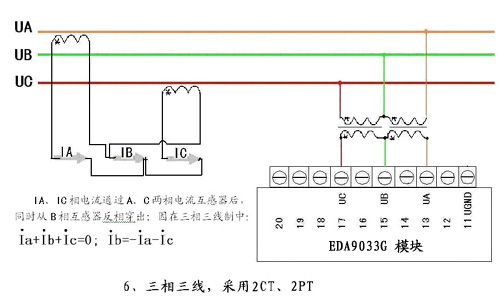 UA
UB
UC
IA
IB
IC
IA、IC相电流通过A、C两相电流互感器后,
同时从B相互感器反相穿出;因在三相三线制中:
İa+İb+İc=0; İb=-İa-İc
UC
UB
UA
UGND
20
19
18
17
16
15
14
13
12
11
EDA9033G 模块
6、三相三线,采用2CT、2PT